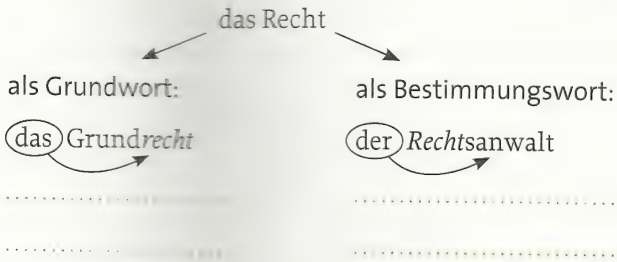 das Recht
als Grundwort:
das Grundrecht
als Bestimmungswort:
der Rechtsanwalt